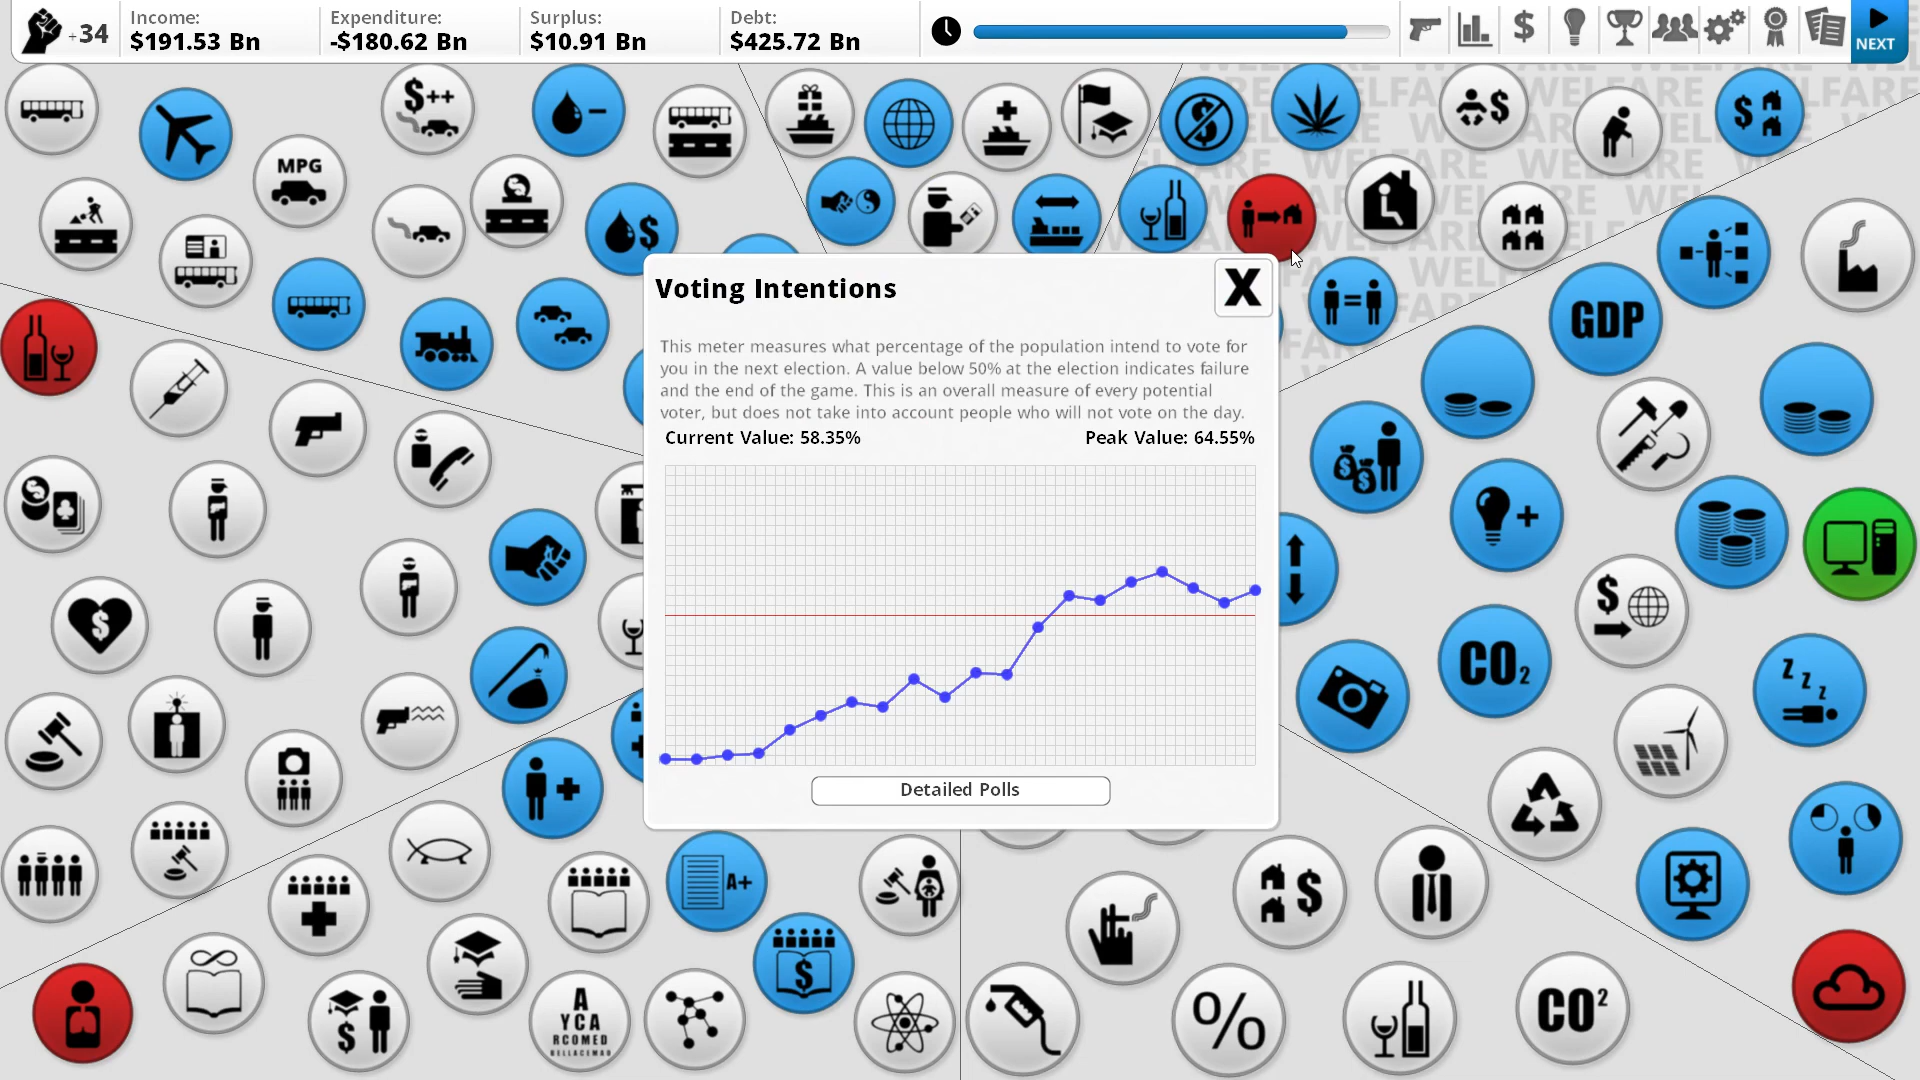 +34
Income:
$191.53 Bn
Expenditure:
-$180.62 Bn
Surplus:
$10.91 Bn
Debt:
$425.72 Bn
$
NEXT
$++
MPG
$
$
$
WELFARE WELFARE WELFARE
Voting Intentions
X
This meter measures what percentage of the population intend to vote for
you in the next election. A value below 50% at the election indicates failure
and the end of the game. This is an overall measure of every potential
voter, but does not take into account people who will not vote on the day.
Current Value: 58.35%
Peak Value: 64.55%
Detailed Polls
GDP
$
$
CO2
Z Z Z
A+
$
$
$
A
YCA
RCOMED
%
CO2